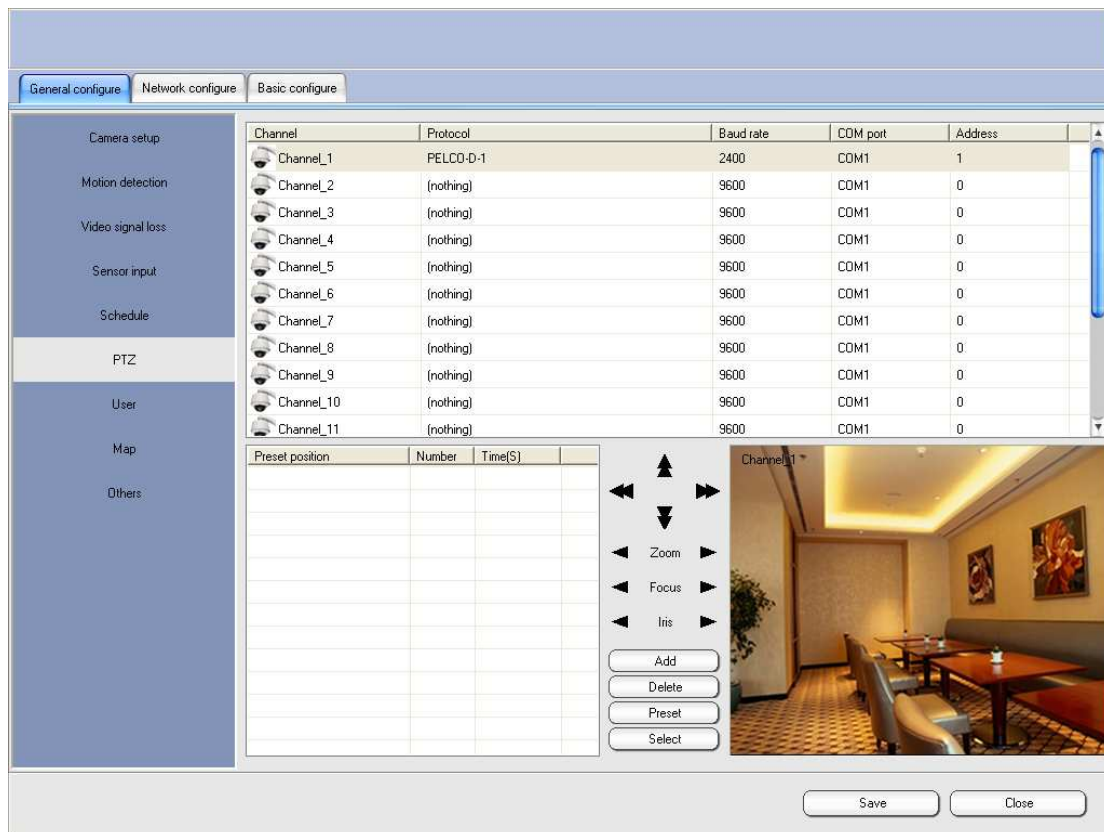 General configure Network configure Basic configure
Camera setup
Motion detection
Video signal loss
Sensor input
Schedule
PTZ
User
Map
Others
Channel Protocol Baud rate COM port Address
Channel_1 PELCO-D-1 2400 COM1 1
Channel_2 (nothing) 9600 COM1 0
Channel_3 (nothing) 9600 COM1 0
Channel_4 (nothing) 9600 COM1 0
Channel_5 (nothing) 9600 COM1 0
Channel_6 (nothing) 9600 COM1 0
Channel_7 (nothing) 9600 COM1 0
Channel_8 (nothing) 9600 COM1 0
Channel_9 (nothing) 9600 COM1 0
Channel_10 (nothing) 9600 COM1 0
Channel_11 (nothing) 9600 COM1 0
Preset position Number Time(S)
Zoom
Focus
Iris
Add
Delete
Preset
Select
Channel_1
Save Close